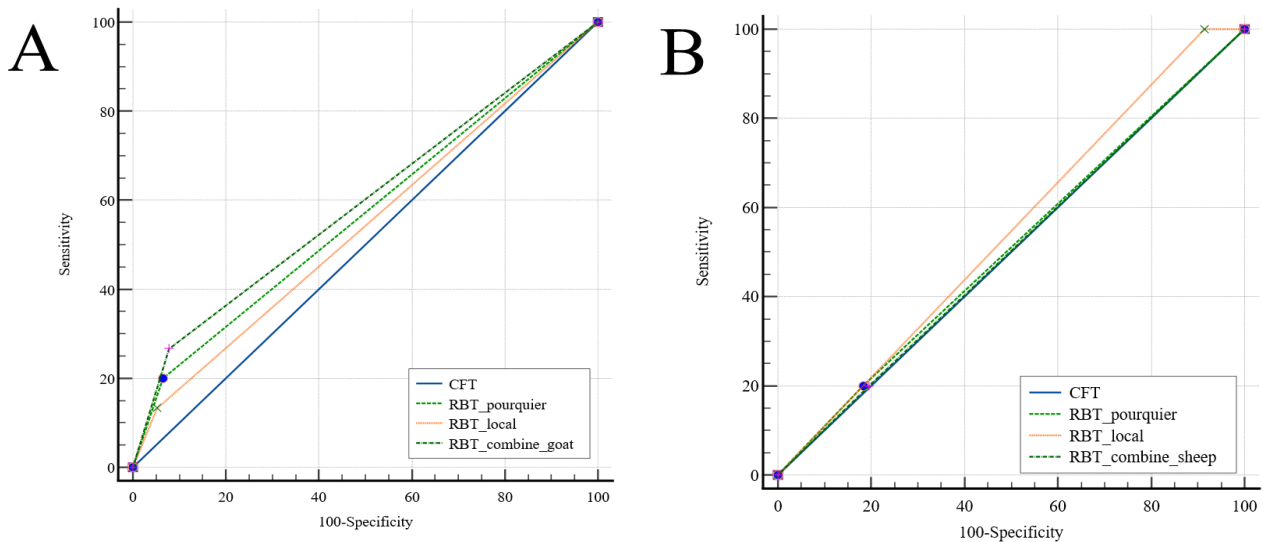 A
100
80
60
40
20
0
Sensitivity
0 20 40 60 80 100
100-Specificity
CFT
RBT_pourquier
RBT_local
RBT_combine_goat
B
100
80
60
40
20
0
Sensitivity
0 20 40 60 80 100
100-Specificity
CFT
RBT_pourquier
RBT_local
RBT_combine_sheep